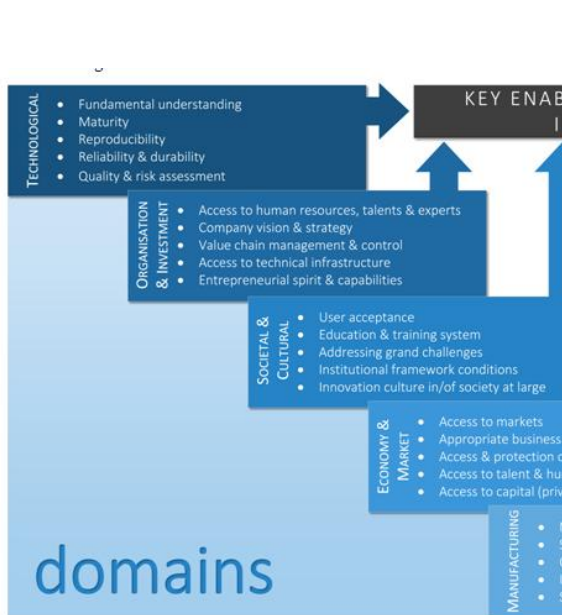 KEY ENAB
I
TECHNOLOGICAL
• Fundamental understanding
• Maturity
• Reproducibility
• Reliability & durability
• Quality & risk assessment
ORGANISATION
& INVESTMENT
• Access to human resources, talents & experts
• Company vision & strategy
• Value chain management & control
• Access to technical infrastructure
• Entrepreneurial spirit & capabilities
SOCIETAL &
CULTURAL
• User acceptance
• Education & training system
• Addressing grand challenges
• Institutional framework conditions
• Innovation culture in/of society at large
ECONOMY &
MARKET
• Access to markets
• Appropriate business
• Access & protection
• Access to talent & hu
• Access to capital (priv
MANUFACTURING
domains